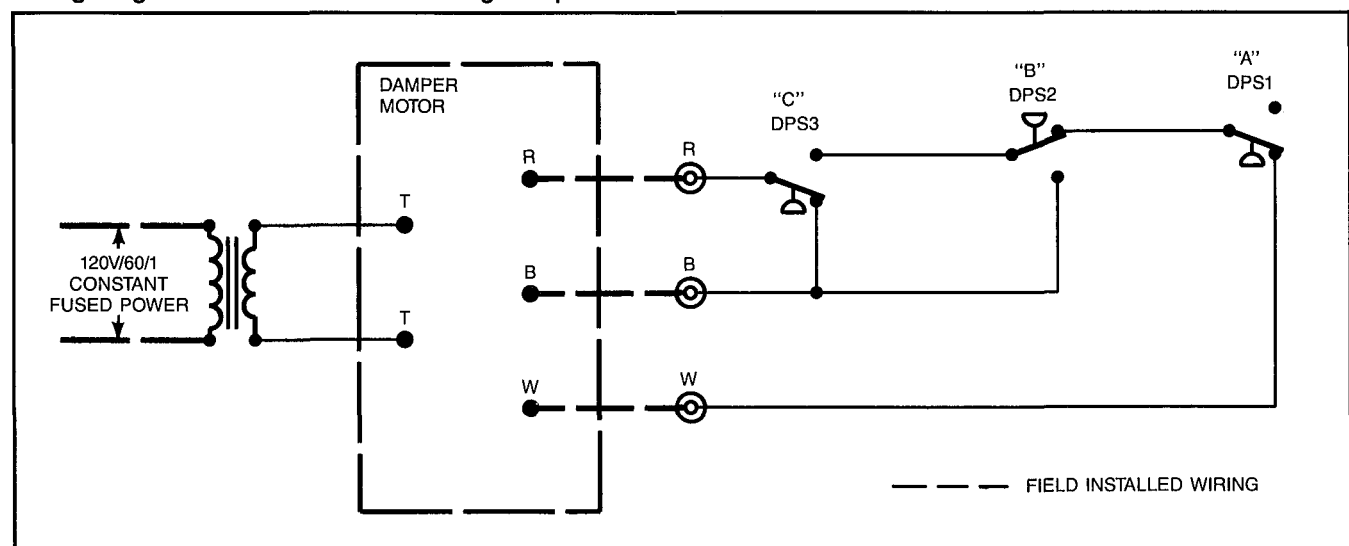 DAMPER
MOTOR
"A"
DPS1
"B"
DPS2
"C"
DPS3
R
R
T
120V/60/1
CONSTANT
FUSED POWER
B
B
T
W
W
FIELD INSTALLED WIRING